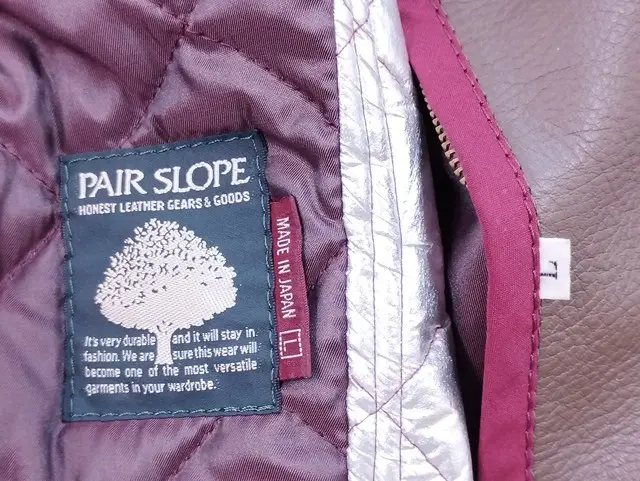 PAIR SLOPE
HONEST LEATHER GEARS & GOODS
It's very durable and it will stay in
fashion. We are sure this wear will
become one of the most versatile
garments in your wardrobe.
MADE IN JAPAN [L]
L